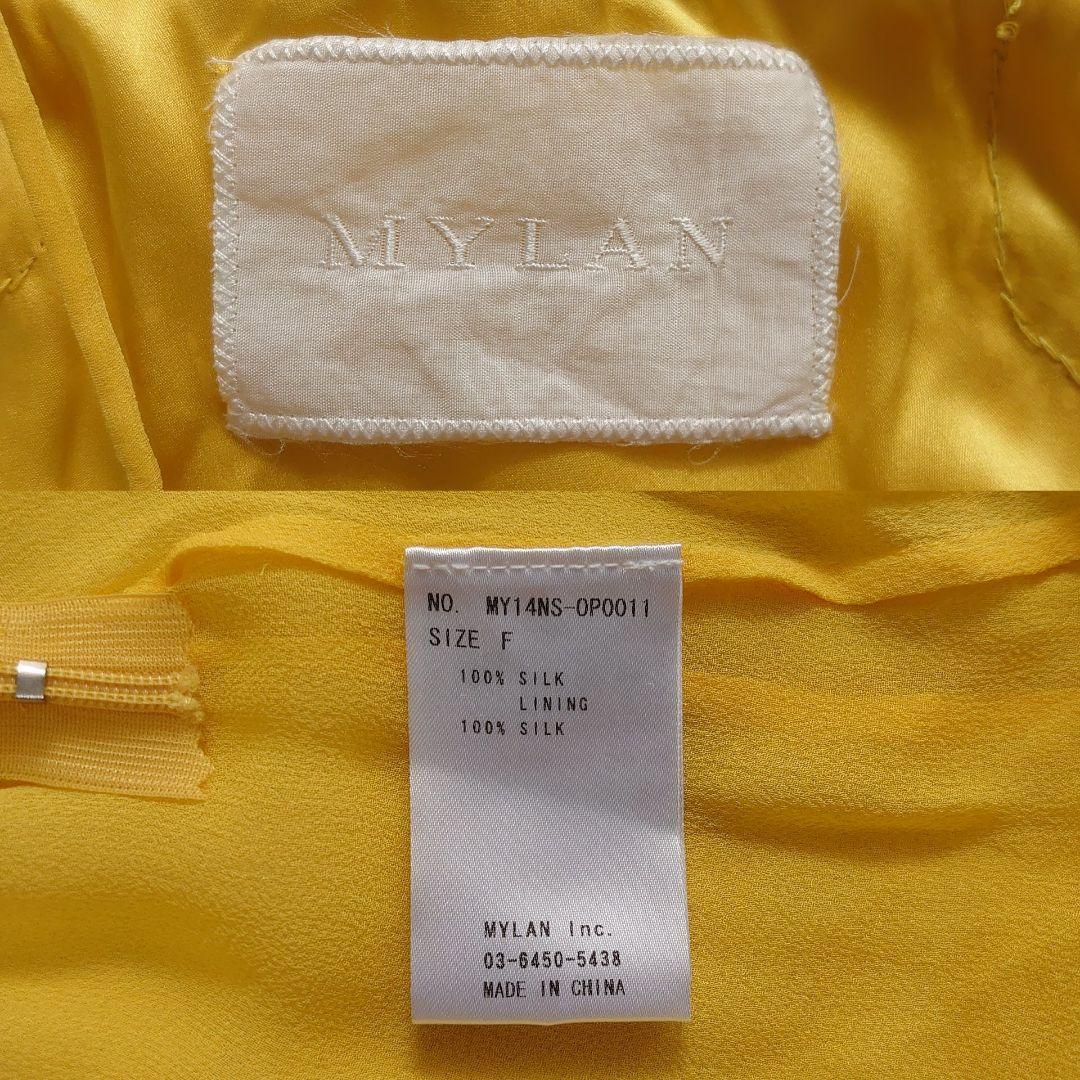 MYLAN
NO. MY14NS-OP0011
SIZE F
100% SILK
LINING
100% SILK
MYLAN Inc.
03-6450-5438
MADE IN CHINA